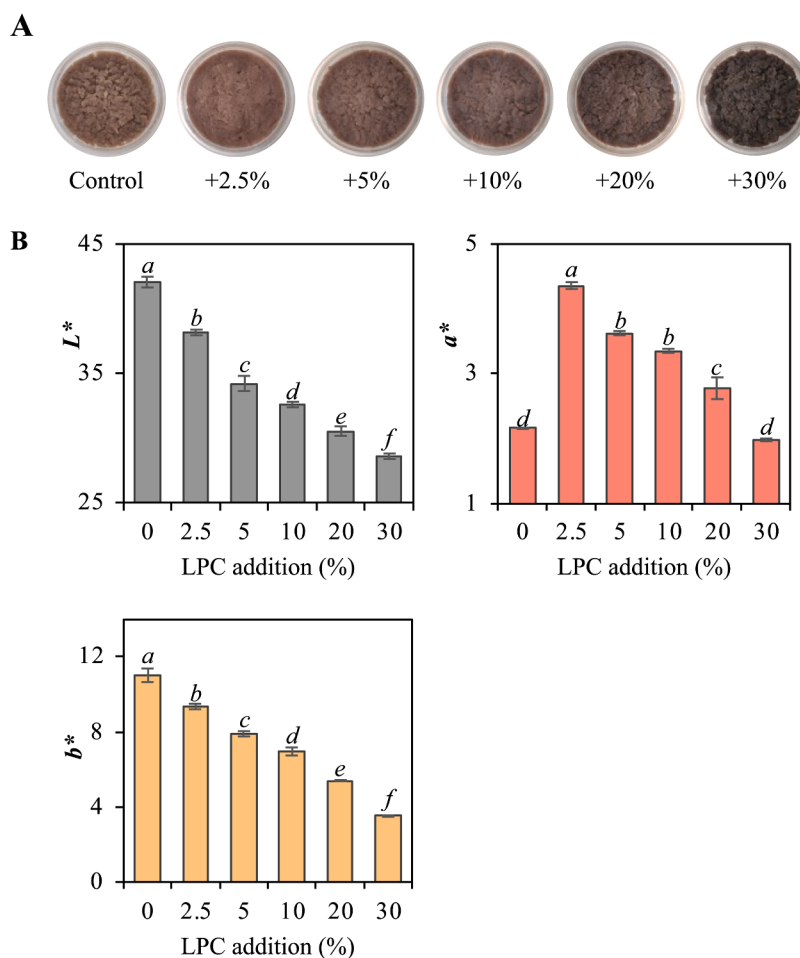 A
Control +2.5% +5% +10% +20% +30%
B
45
35
25
L*
a
b
c
d
e
f
0 2.5 5 10 20 30
LPC addition (%)
5
3
1
a*
d
a
b
b
c
d
0 2.5 5 10 20 30
LPC addition (%)
12
8
4
0
b*
a
b
c
d
e
f
0 2.5 5 10 20 30
LPC addition (%)